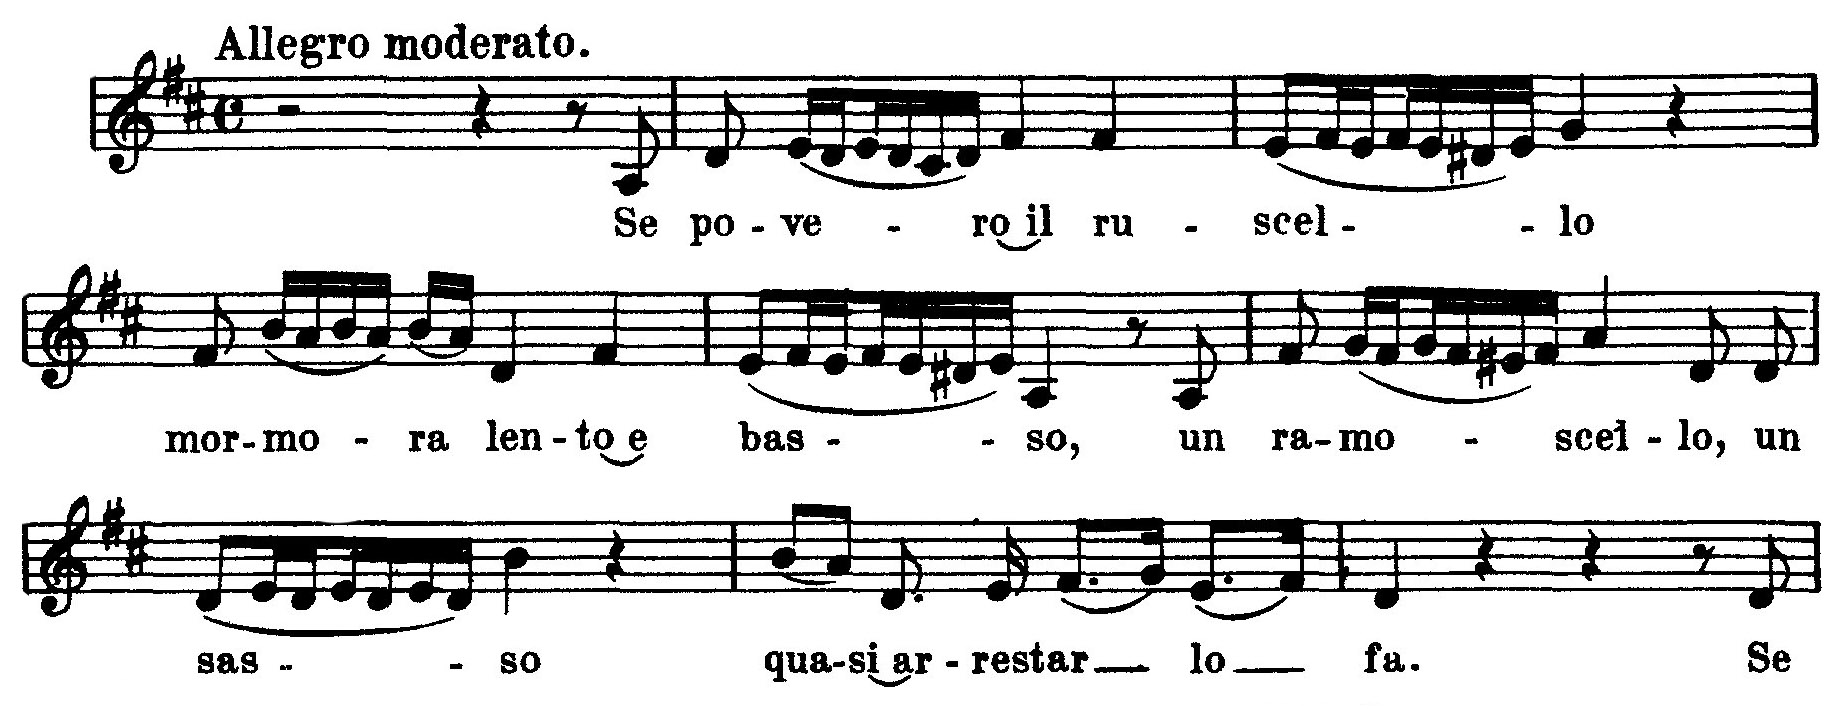 Allegro moderato.
Se po - ve - ro il ru - scel - - lo
mor - mo - ra len - to e bas - - so, un ra - mo - scel - lo, un
sas - - so qua - si ar - restar lo fa. Se